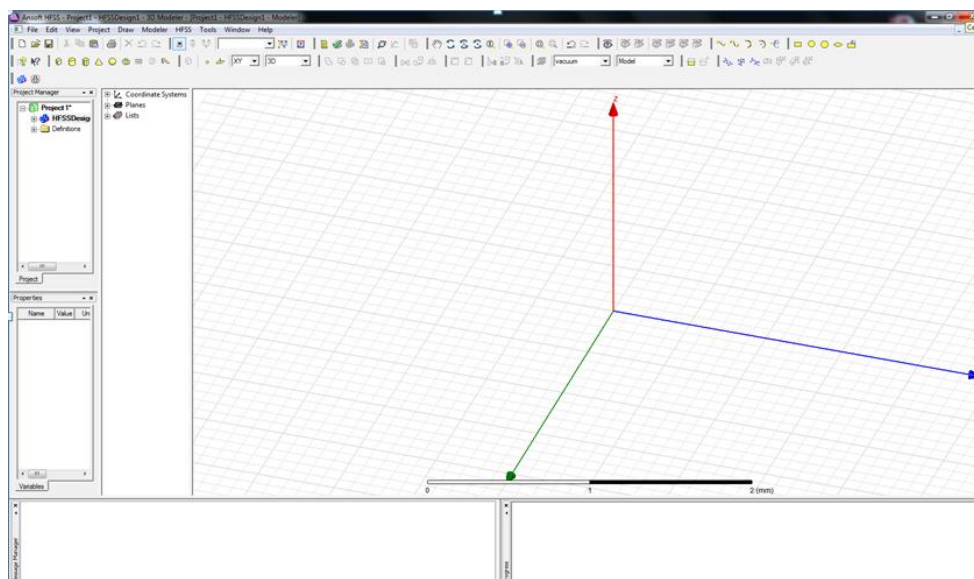 Ansoft HFSS - Project1 - HFSSDesign1 - 3D Modeler - [Project1 - HFSSDesign1 - Modeler]
File Edit View Project Draw Modeler HFSS Tools Window Help
XY 3D vacuum Model
Project Manager
Project1*
HFSSDesig
Definitions
Project
Coordinate Systems
Planes
Lists
Properties
Name Value Un
Variables
Z
0 1 2 (mm)